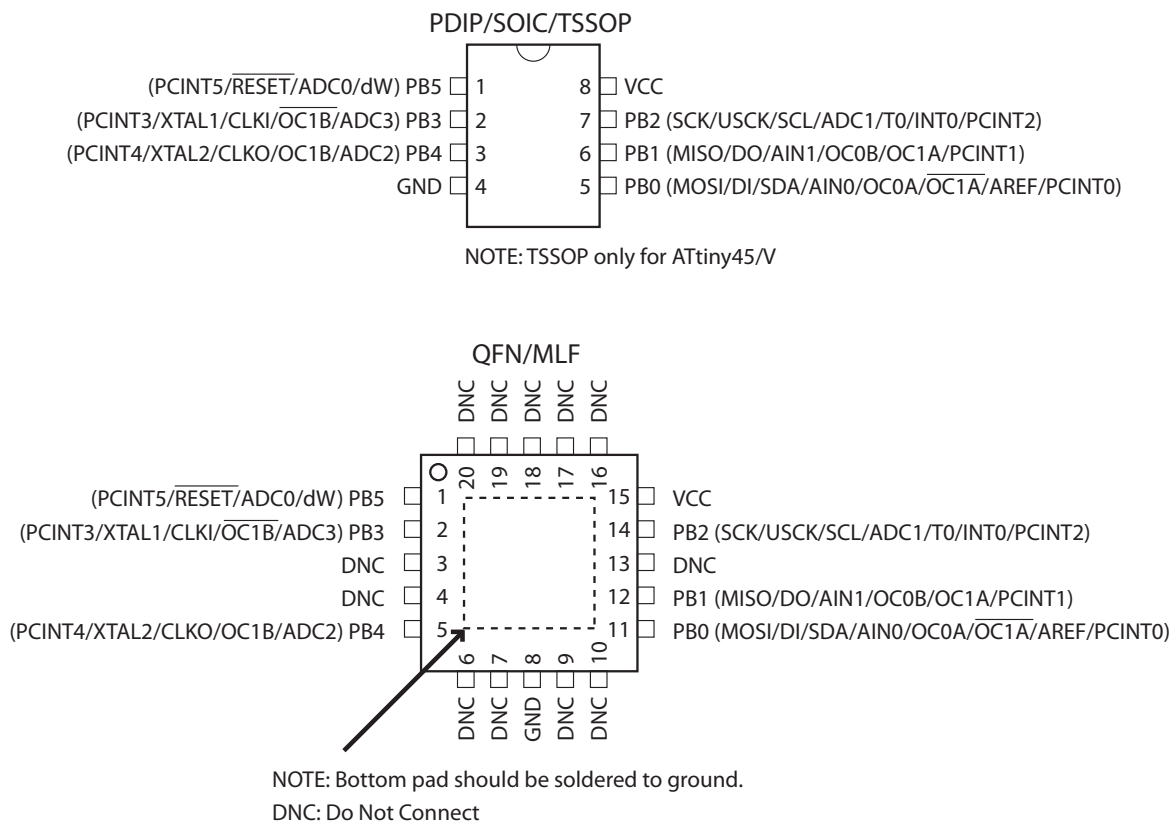 PDIP/SOIC/TSSOP
(PCINT5/RESET/ADC0/dW) PB5 1 8 VCC
(PCINT3/XTAL1/CLKI/OC1B/ADC3) PB3 2 7 PB2 (SCK/USCK/SCL/ADC1/T0/INT0/PCINT2)
(PCINT4/XTAL2/CLKO/OC1B/ADC2) PB4 3 6 PB1 (MISO/DO/AIN1/OC0B/OC1A/PCINT1)
GND 4 5 PB0 (MOSI/DI/SDA/AIN0/OC0A/OC1A/AREF/PCINT0)
NOTE: TSSOP only for ATtiny45/V
QFN/MLF
DNC DNC DNC DNC DNC
20 19 18 17 16
(PCINT5/RESET/ADC0/dW) PB5 1 15 VCC
(PCINT3/XTAL1/CLKI/OC1B/ADC3) PB3 2 14 PB2 (SCK/USCK/SCL/ADC1/T0/INT0/PCINT2)
DNC 3 13 DNC
DNC 4 12 PB1 (MISO/DO/AIN1/OC0B/OC1A/PCINT1)
(PCINT4/XTAL2/CLKO/OC1B/ADC2) PB4 5 11 PB0 (MOSI/DI/SDA/AIN0/OC0A/OC1A/AREF/PCINT0)
6 7 8 9 10
DNC DNC GND DNC DNC
NOTE: Bottom pad should be soldered to ground.
DNC: Do Not Connect